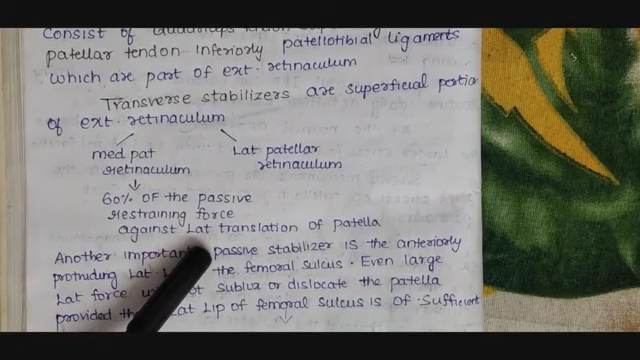 Consist of Quadriceps tendon
patellar tendon inferiorly patellotibial ligaments
which are part of ext. retinaculum
Transverse stabilizers are superficial portio
of ext. retinaculum
med pat Lat patellar
retinaculum retinaculum
60% OF the passive
restraining force
against Lat translation of patella
Another important passive stabilizer is the anteriorly
protruding Lat the femoral sulcus. Even large
Lat force not sublux or dislocate the patella
provided Lip of femoral sulcus is of sufficient